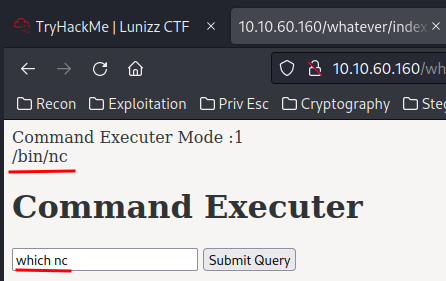 TryHackMe | Lunizz CTF
10.10.60.160/whatever/index
10.10.60.160/wh
Recon
Exploitation
Priv Esc
Cryptography
Steg
Command Executer Mode :1
/bin/nc
Command Executer
which nc
Submit Query